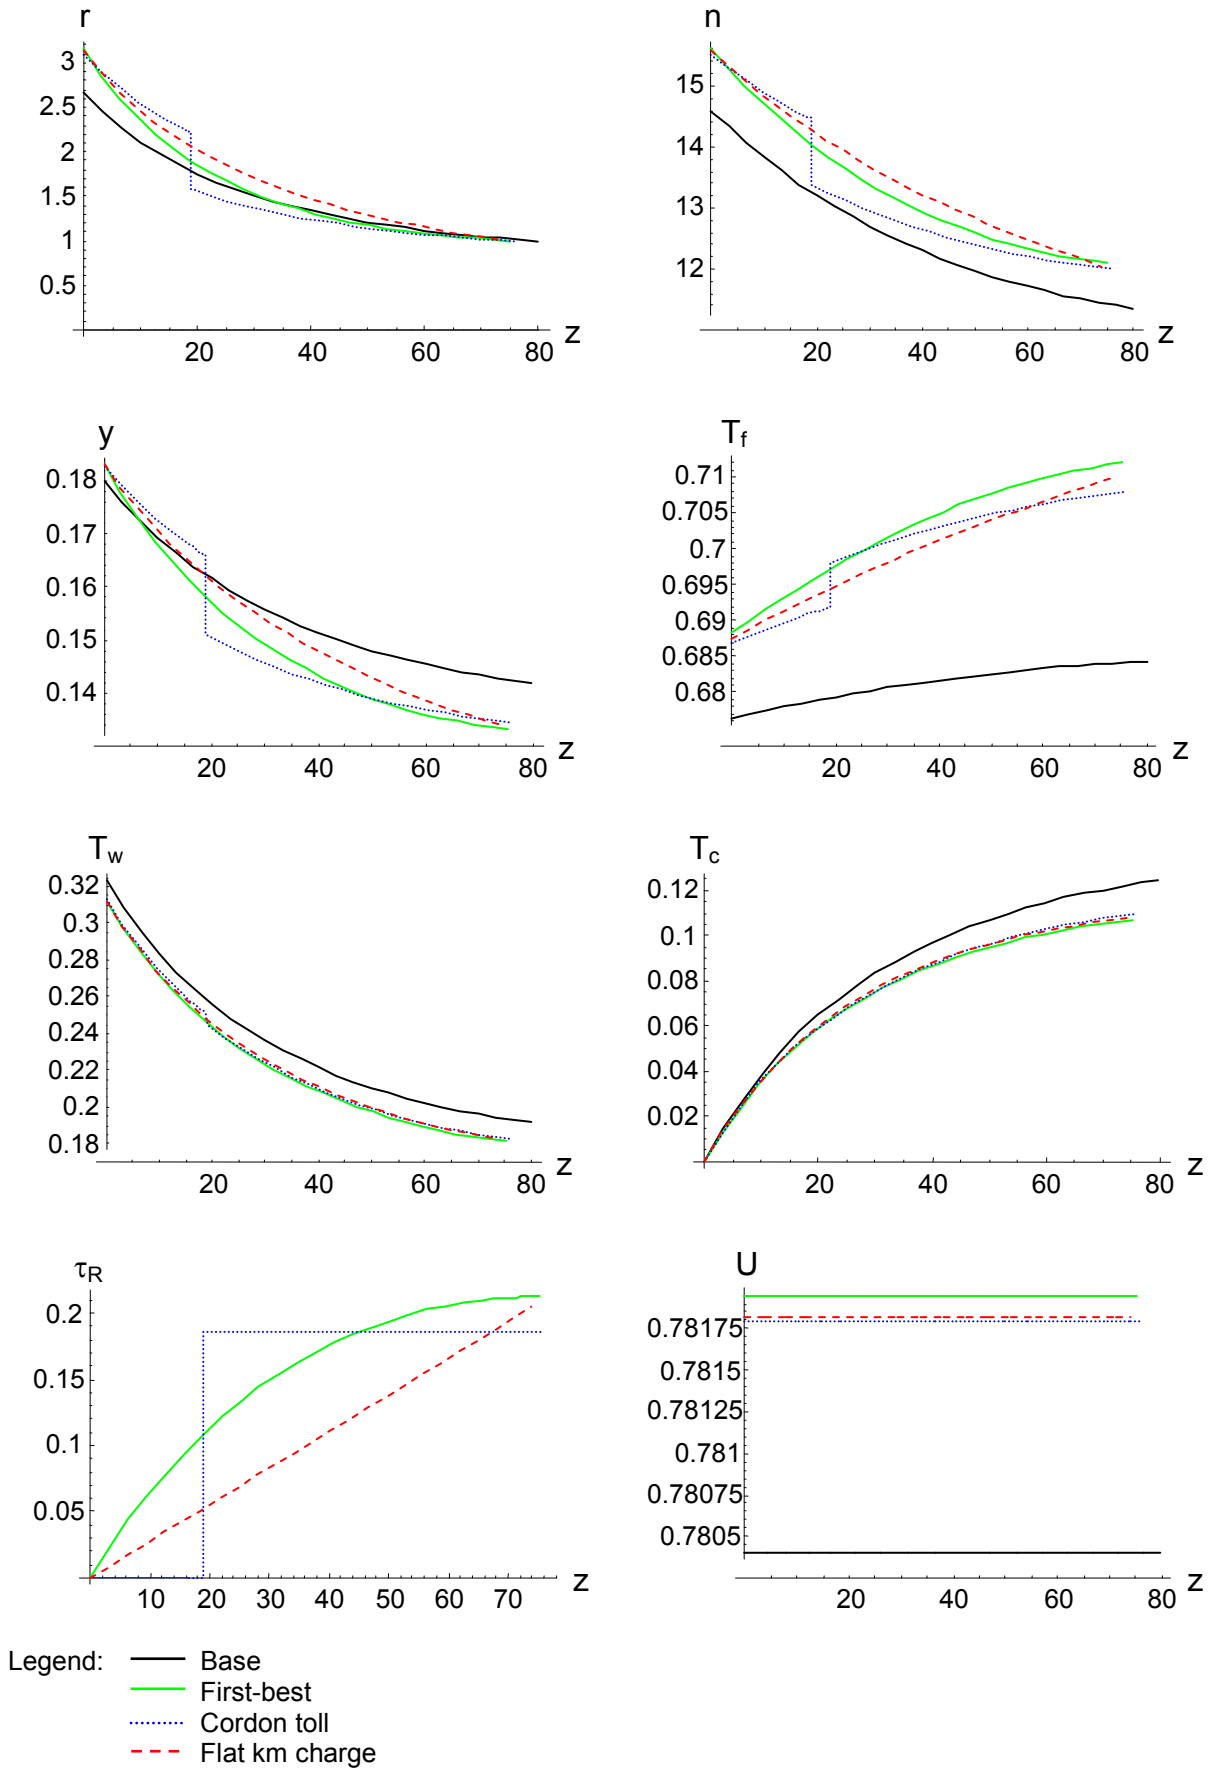 r
3
2.5
2
1.5
1
0.5
20 40 60 80 z
n
15
14
13
12
20 40 60 80 z
y
0.18
0.17
0.16
0.15
0.14
20 40 60 80 z
Tf
0.71
0.705
0.7
0.695
0.69
0.685
0.68
20 40 60 80 z
Tw
0.32
0.3
0.28
0.26
0.24
0.22
0.2
0.18
20 40 60 80 z
Tc
0.12
0.1
0.08
0.06
0.04
0.02
20 40 60 80 z
τR
0.2
0.15
0.1
0.05
10 20 30 40 50 60 70 z
U
0.78175
0.7815
0.78125
0.781
0.78075
0.7805
20 40 60 80 z
Legend: Base
First-best
Cordon toll
Flat km charge